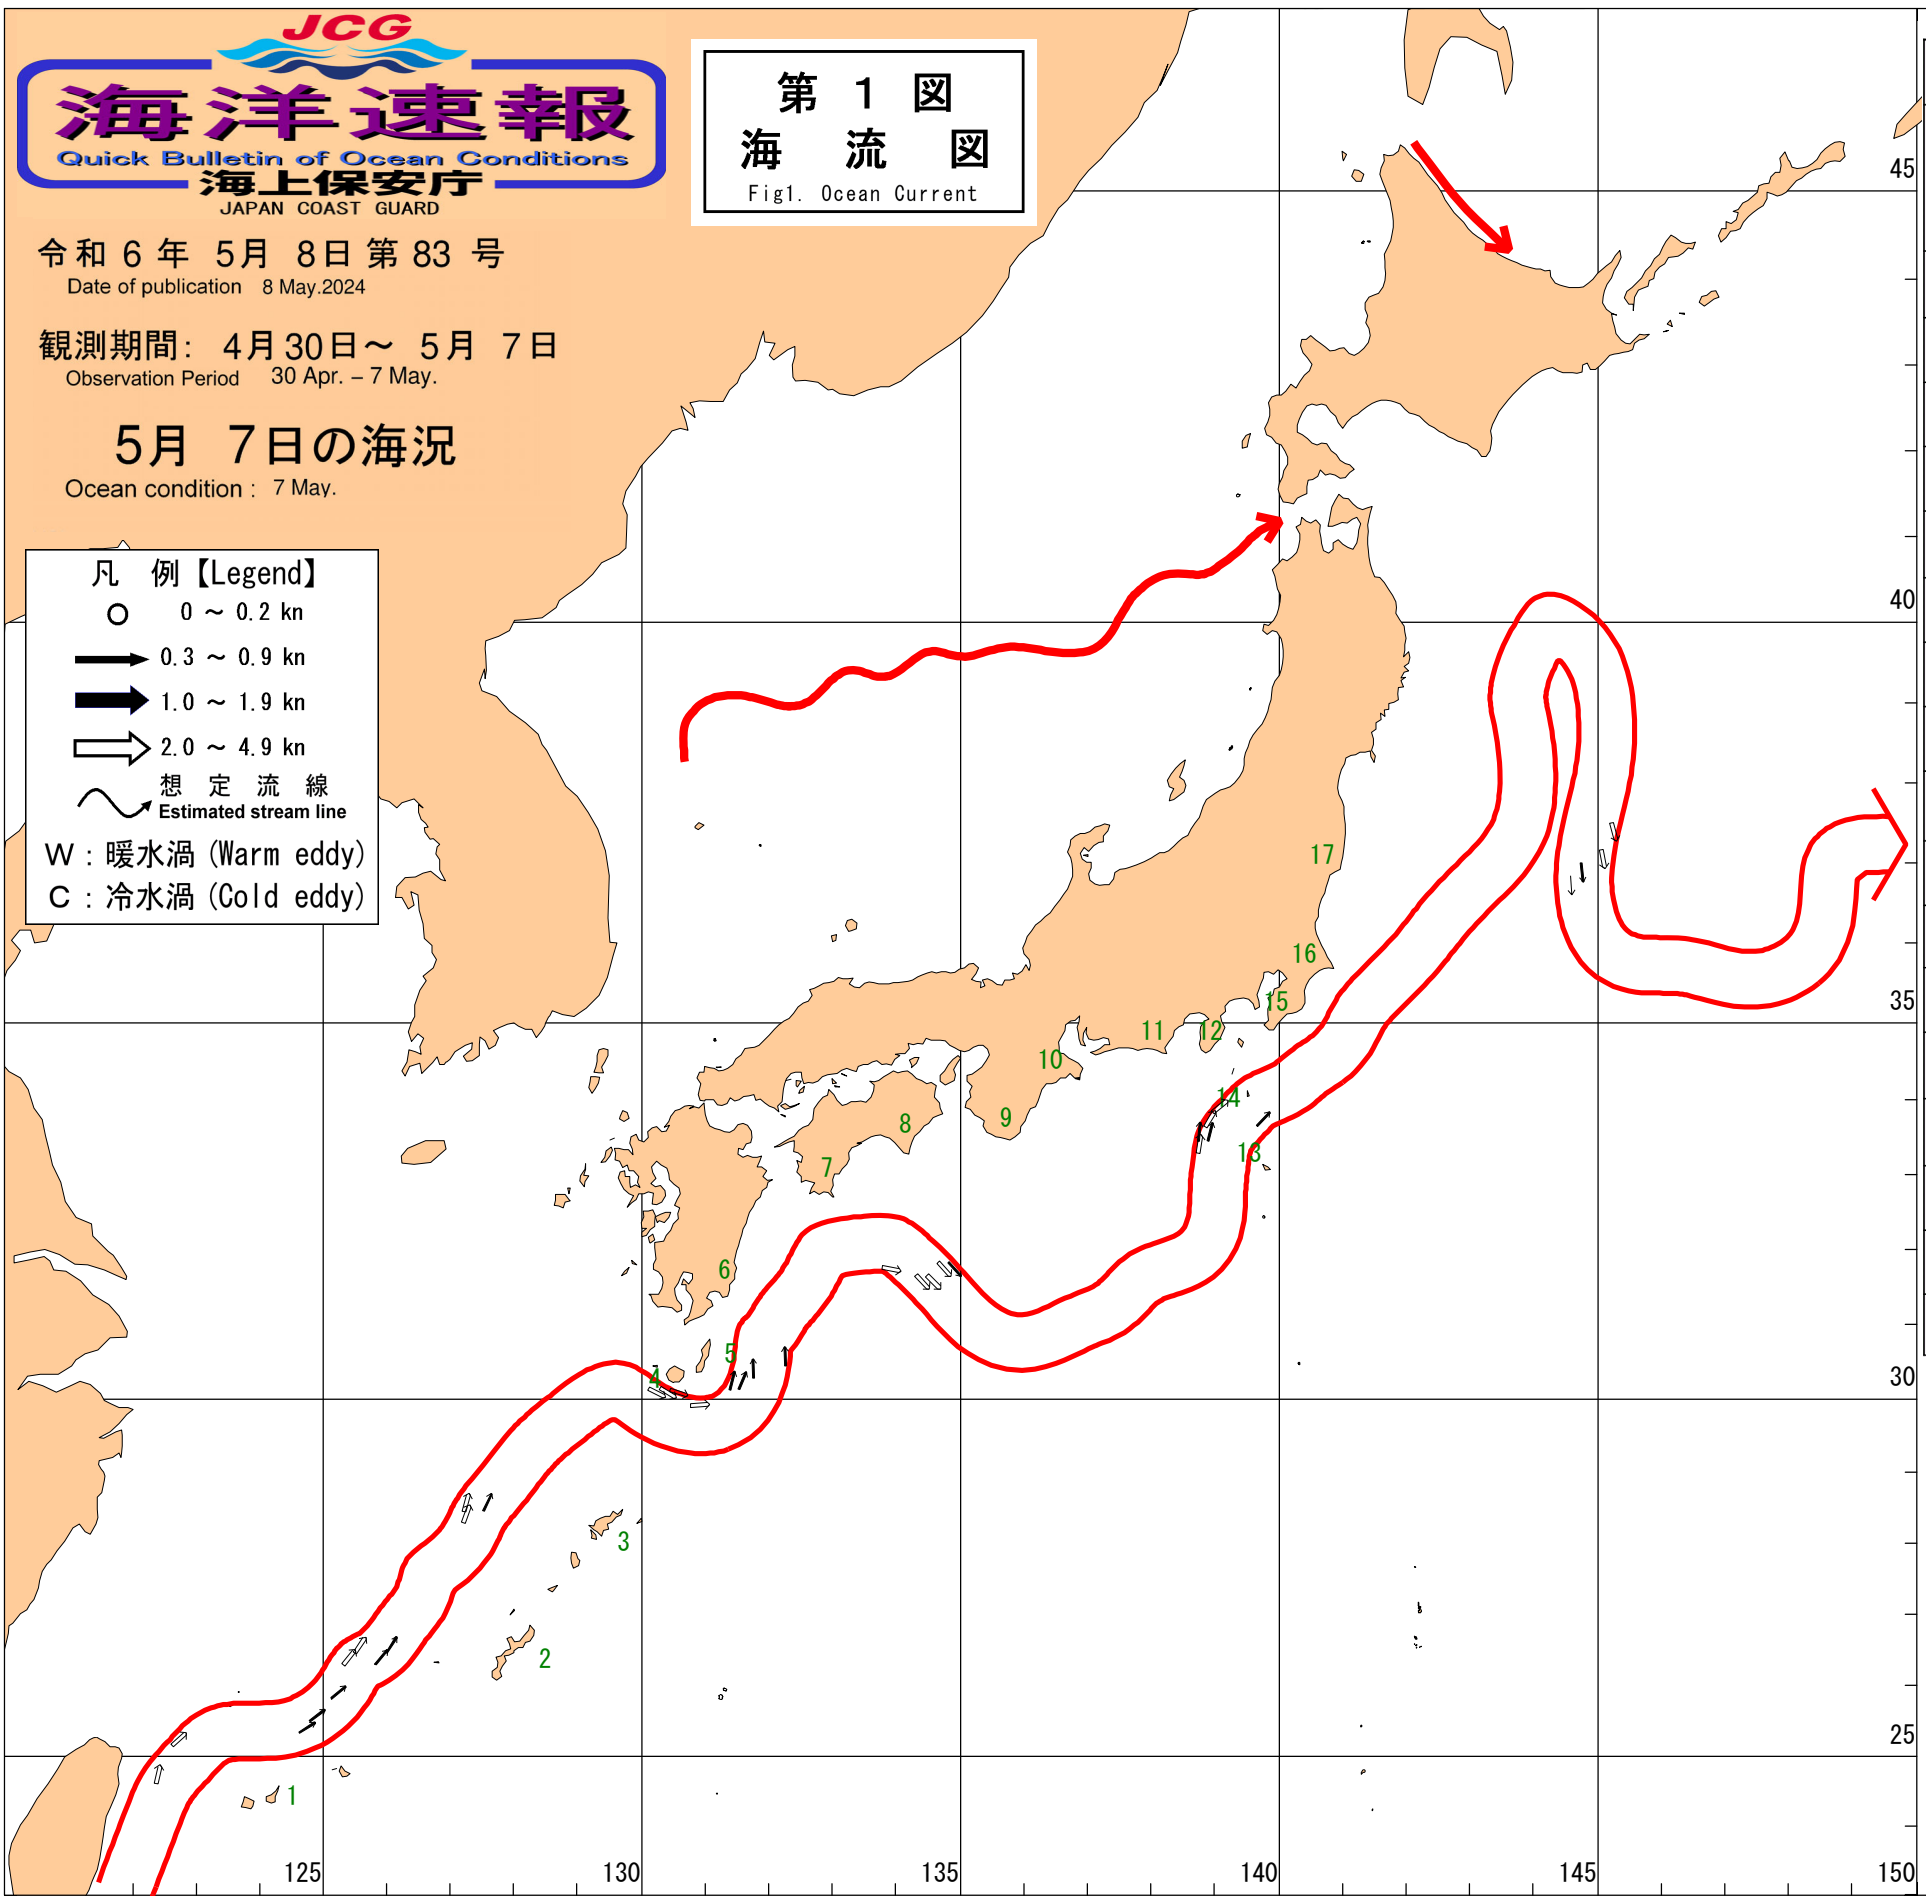 JCG
海洋速報
Quick Bulletin of Ocean Conditions
海上保安庁
JAPAN COAST GUARD
令和 6 年 5月 8日 第 83 号
Date of publication 8 May.2024
観測期間: 4月30日～ 5月 7日
Observation Period 30 Apr. – 7 May.
5月 7日の海況
Ocean condition : 7 May.
第 1 図
海 流 図
Fig1. Ocean Current
凡 例【Legend】
0 ～ 0.2 kn
0.3 ～ 0.9 kn
1.0 ～ 1.9 kn
2.0 ～ 4.9 kn
想 定 流 線
Estimated stream line
W : 暖水渦 (Warm eddy)
C : 冷水渦 (Cold eddy)
45
40
17
16
35
15
12
11
10
14
9
8
13
7
6
5
4
30
3
2
25
1
125
130
135
140
145
150